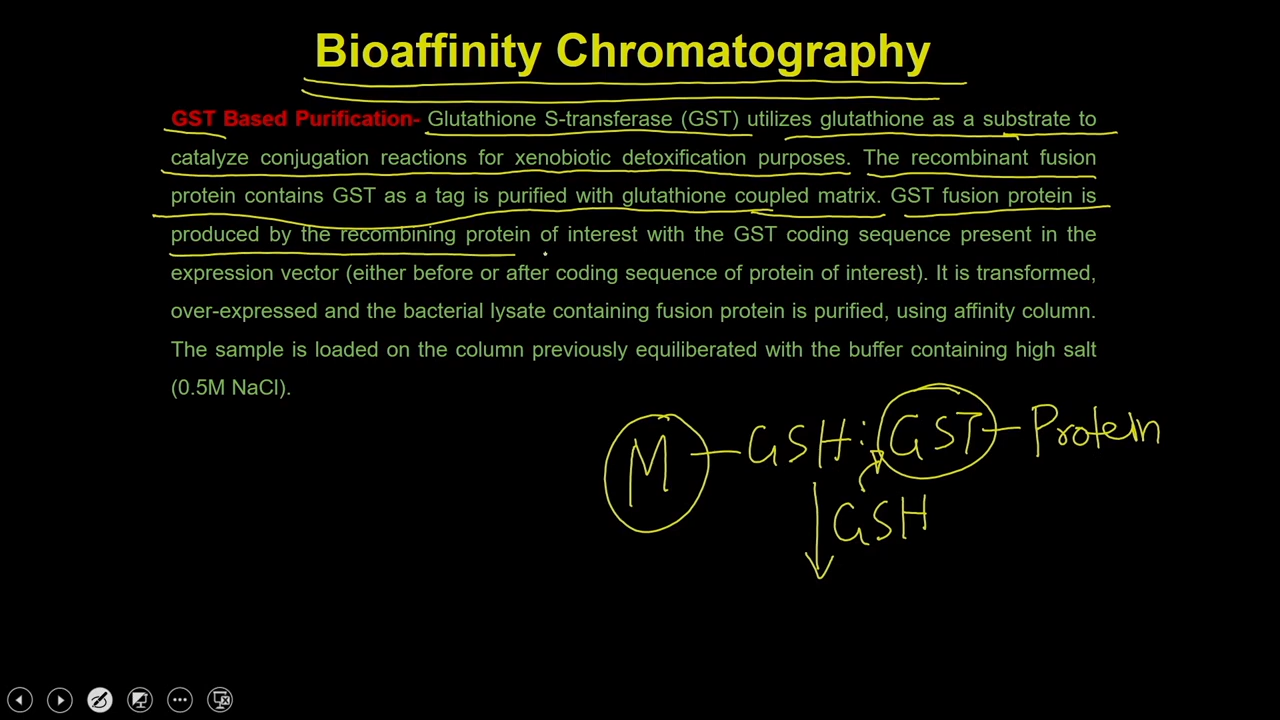 Bioaffinity Chromatography
GST Based Purification- Glutathione S-transferase (GST) utilizes glutathione as a substrate to
catalyze conjugation reactions for xenobiotic detoxification purposes. The recombinant fusion
protein contains GST as a tag is purified with glutathione coupled matrix. GST fusion protein is
produced by the recombining protein of interest with the GST coding sequence present in the
expression vector (either before or after coding sequence of protein of interest). It is transformed,
over-expressed and the bacterial lysate containing fusion protein is purified, using affinity column.
The sample is loaded on the column previously equiliberated with the buffer containing high salt
(0.5M NaCl).
M - GSH : GST - Protein
GSH